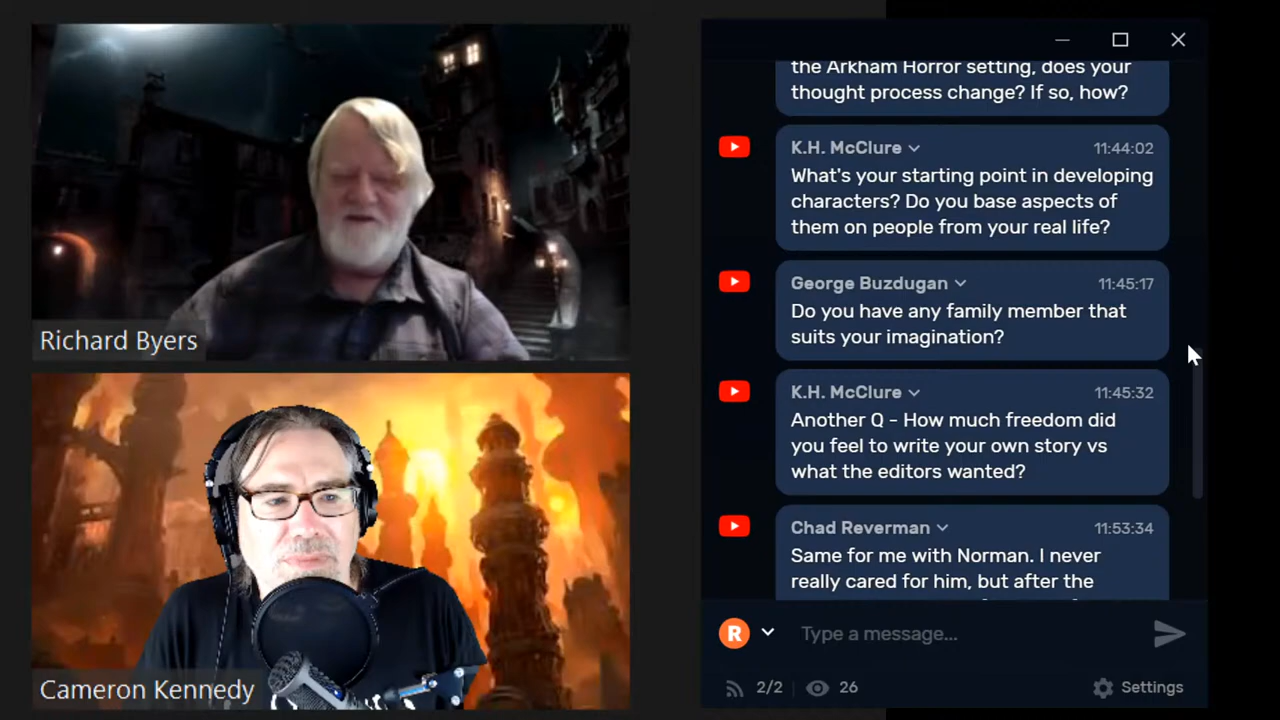 Richard Byers
Cameron Kennedy
the Arkham Horror setting, does your
thought process change? If so, how?
K.H. McClure 11:44:02
What's your starting point in developing
characters? Do you base aspects of
them on people from your real life?
George Buzdugan 11:45:17
Do you have any family member that
suits your imagination?
K.H. McClure 11:45:32
Another Q - How much freedom did
you feel to write your own story vs
what the editors wanted?
Chad Reverman 11:53:34
Same for me with Norman. I never
really cared for him, but after the
R Type a message...
2/2 26 Settings